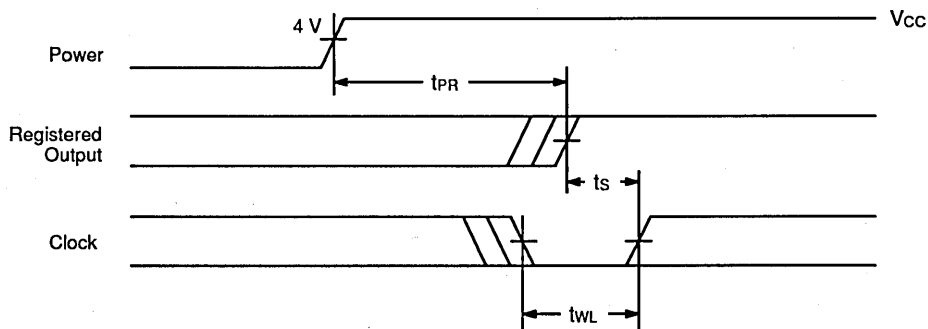 4 V
VCC
Power
tPR
Registered
Output
tS
Clock
tWL